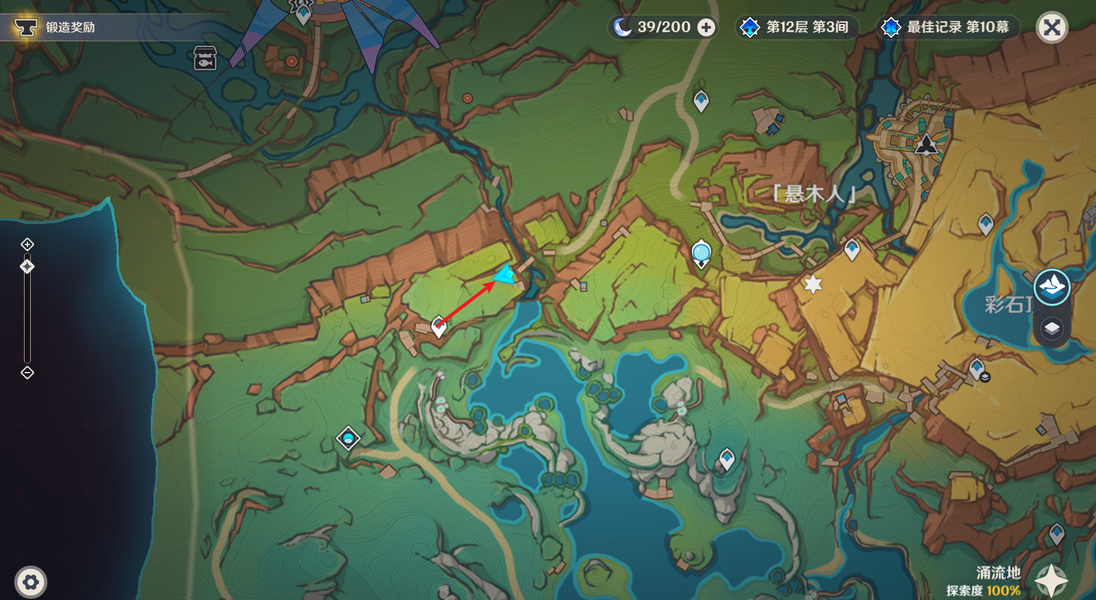 锻造奖励
39/200
第12层 第3间
最佳记录 第10幕
「悬木人」
彩石
涌流地
探索度 100%